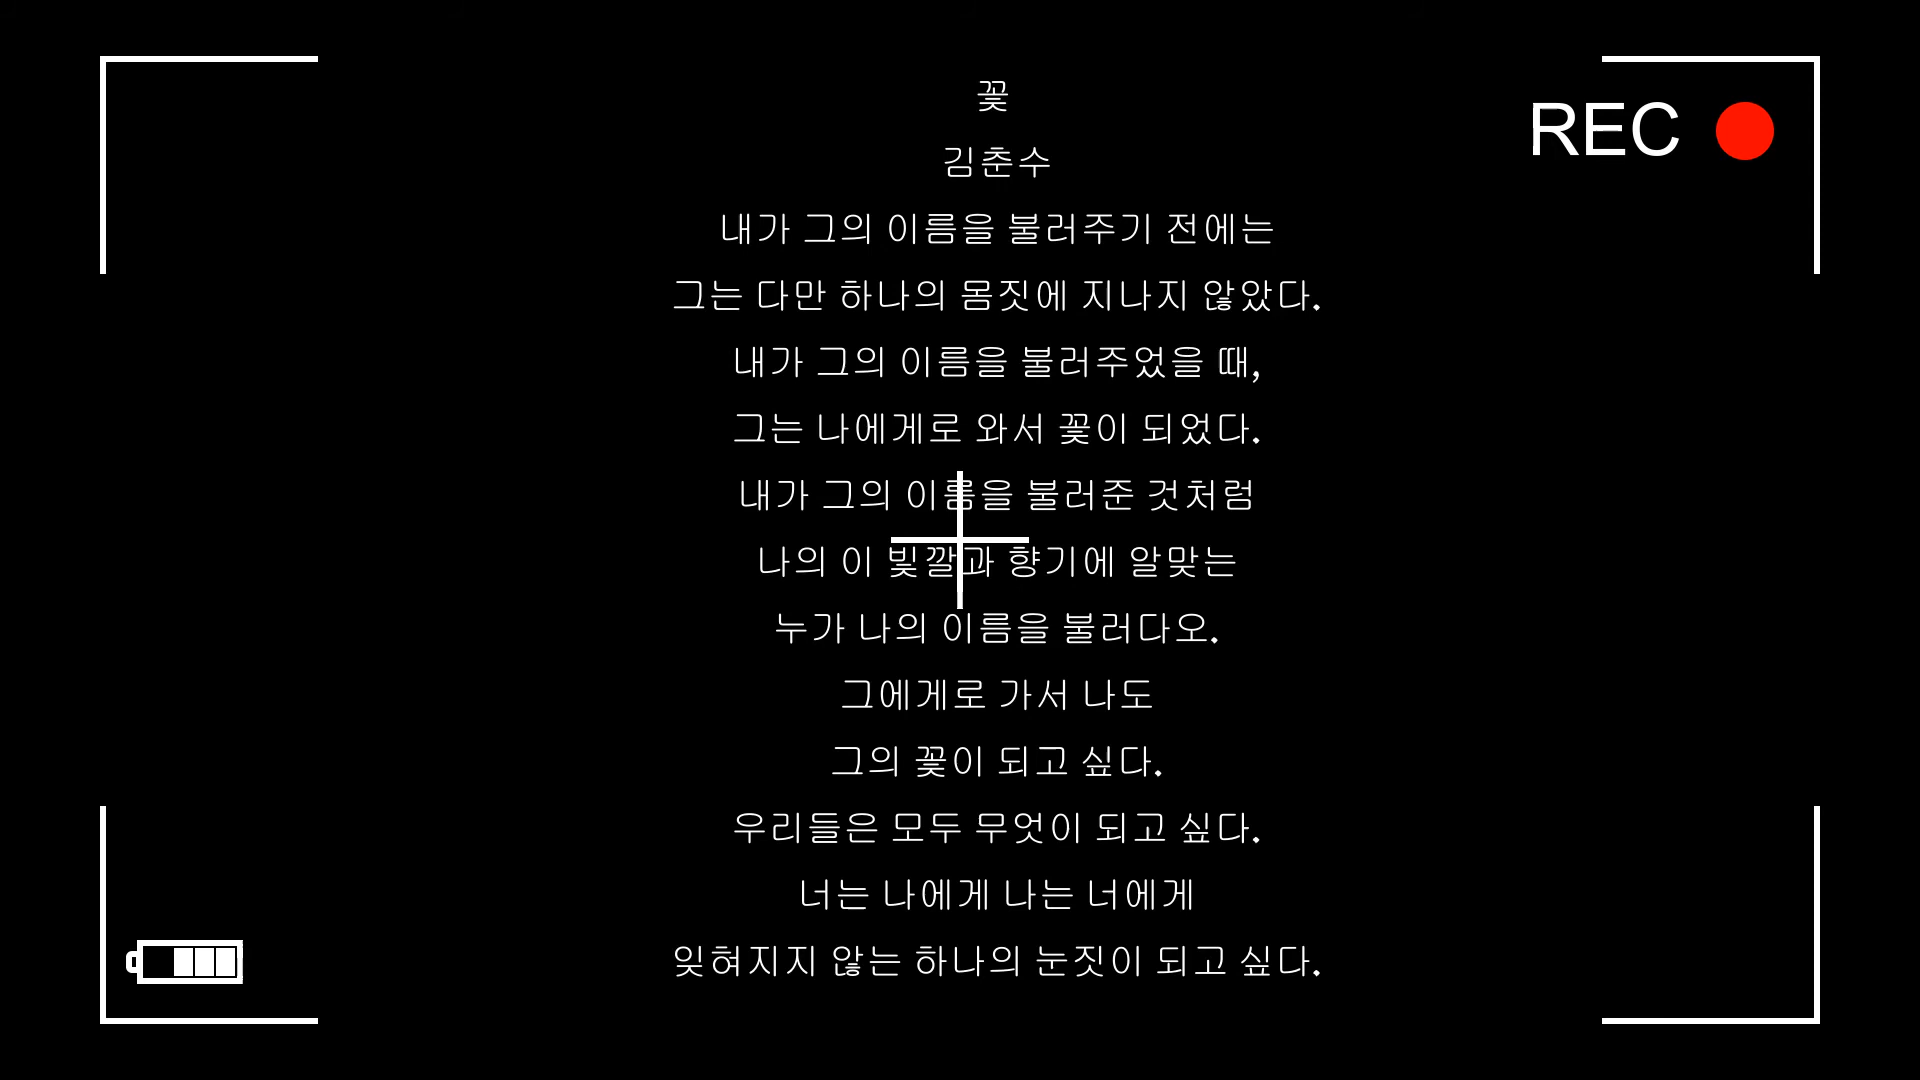 꽃
REC
김춘수
내가 그의 이름을 불러주기 전에는
그는 다만 하나의 몸짓에 지나지 않았다.
내가 그의 이름을 불러주었을 때,
그는 나에게로 와서 꽃이 되었다.
내가 그의 이름을 불러준 것처럼
나의 이 빛깔과 향기에 알맞는
누가 나의 이름을 불러다오.
그에게로 가서 나도
그의 꽃이 되고 싶다.
우리들은 모두 무엇이 되고 싶다.
너는 나에게 나는 너에게
잊혀지지 않는 하나의 눈짓이 되고 싶다.